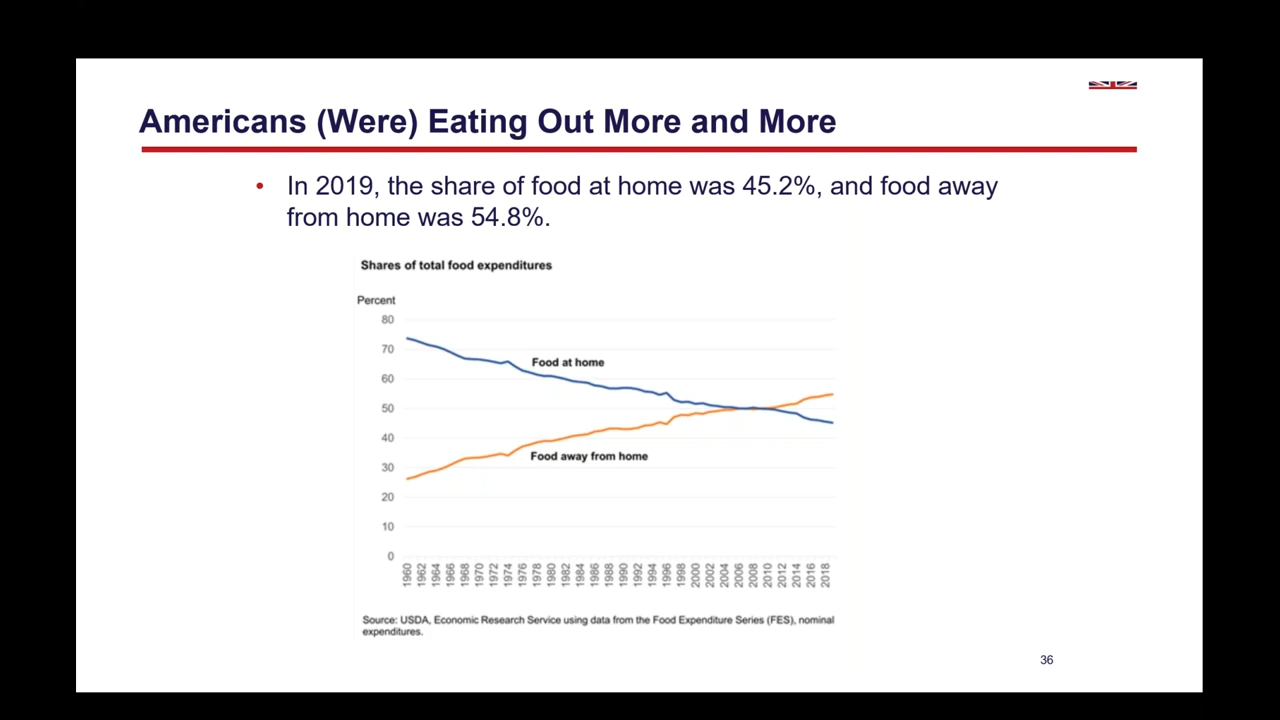 Americans (Were) Eating Out More and More
• In 2019, the share of food at home was 45.2%, and food away
from home was 54.8%.
Shares of total food expenditures
Percent
80
70
Food at home
60
50
40
Food away from home
30
20
10
0
1960 1962 1964 1966 1968 1970 1972 1974 1976 1978 1980 1982 1984 1986 1988 1990 1992 1994 1996 1998 2000 2002 2004 2006 2008 2010 2012 2014 2016 2018
Source: USDA, Economic Research Service using data from the Food Expenditure Series (FES), nominal
expenditures.
36